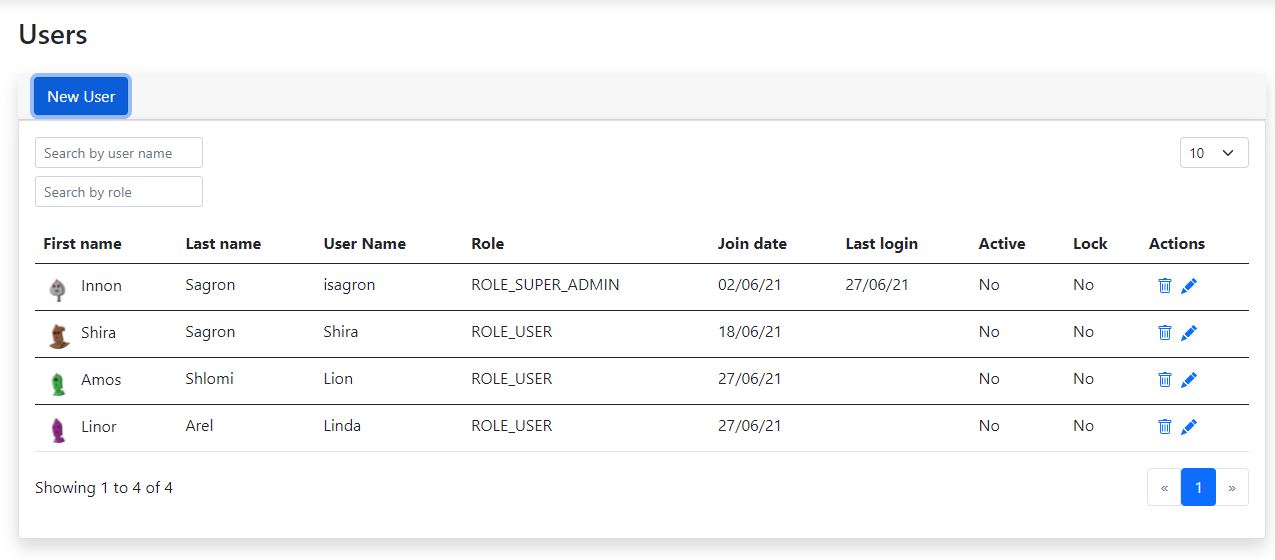 Users
New User
Search by user name
10
Search by role
First name Last name User Name Role Join date Last login Active Lock Actions
Innon Sagron isagron ROLE_SUPER_ADMIN 02/06/21 27/06/21 No No
Shira Sagron Shira ROLE_USER 18/06/21 No No
Amos Shlomi Lion ROLE_USER 27/06/21 No No
Linor Arel Linda ROLE_USER 27/06/21 No No
Showing 1 to 4 of 4
« 1 »